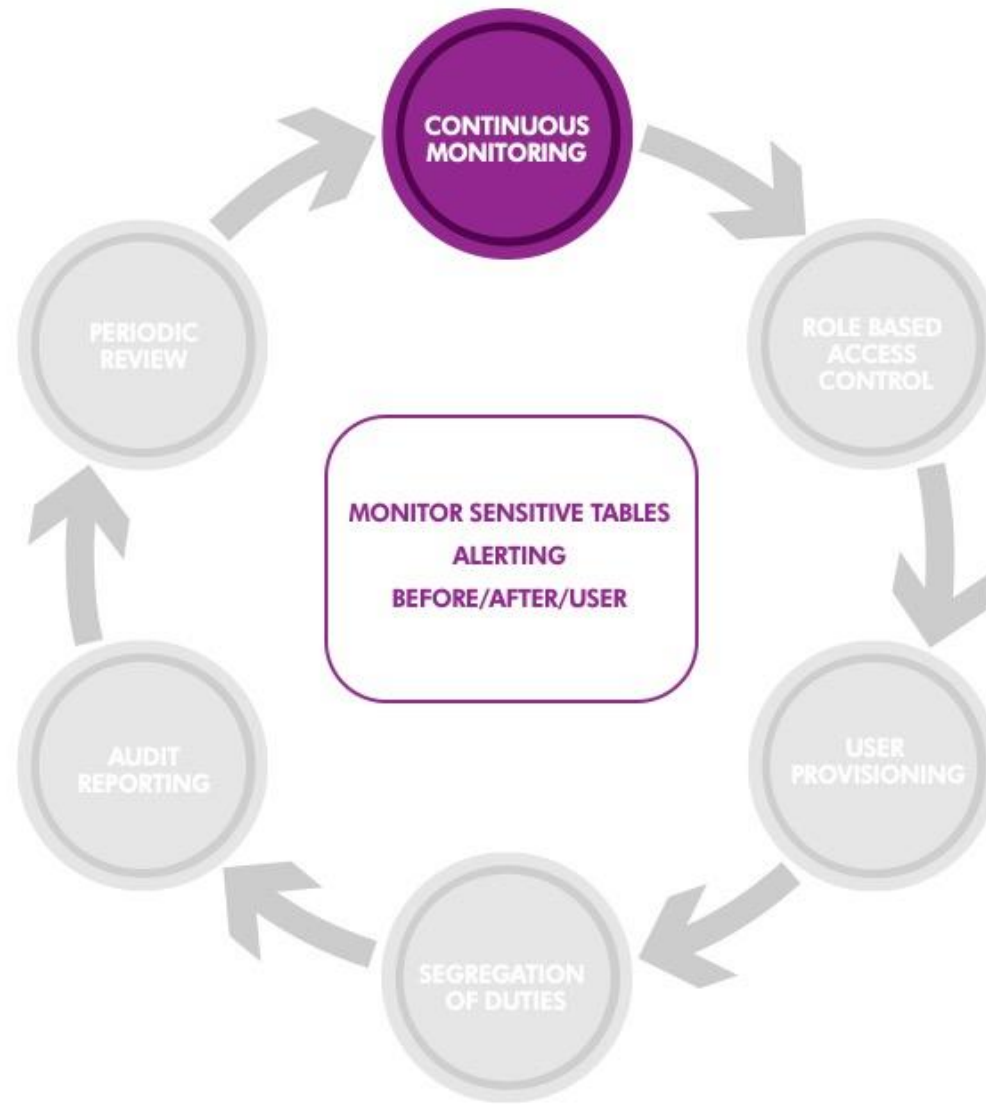 CONTINUOUS
MONITORING
ROLE BASED
ACCESS
CONTROL
USER
PROVISIONING
SEGREGATION
OF DUTIES
AUDIT
REPORTING
PERIODIC
REVIEW
MONITOR SENSITIVE TABLES
ALERTING
BEFORE/AFTER/USER